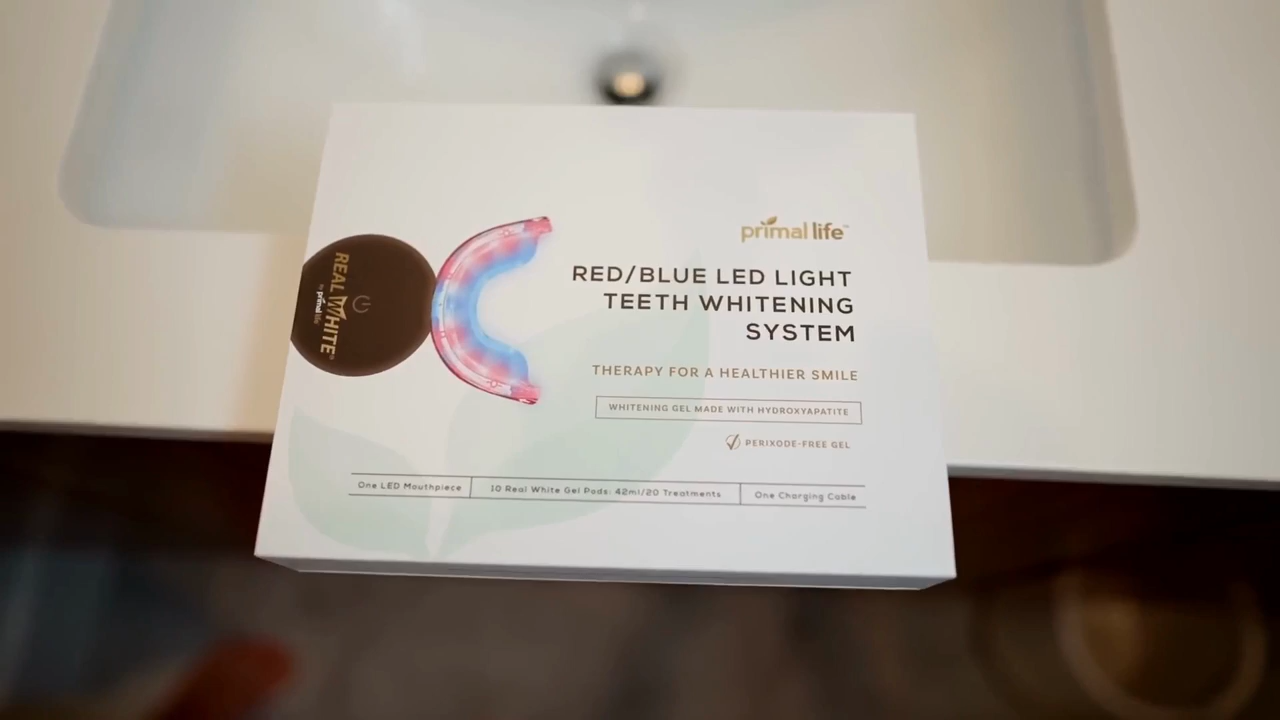 primal life™
RED/BLUE LED LIGHT
TEETH WHITENING
SYSTEM
THERAPY FOR A HEALTHIER SMILE
WHITENING GEL MADE WITH HYDROXYAPATITE
PERIXODE-FREE GEL
One LED Mouthpiece
10 Real White Gel Pods: 42ml/20 Treatments
One Charging Cable
REAL WHITE®
by primal life